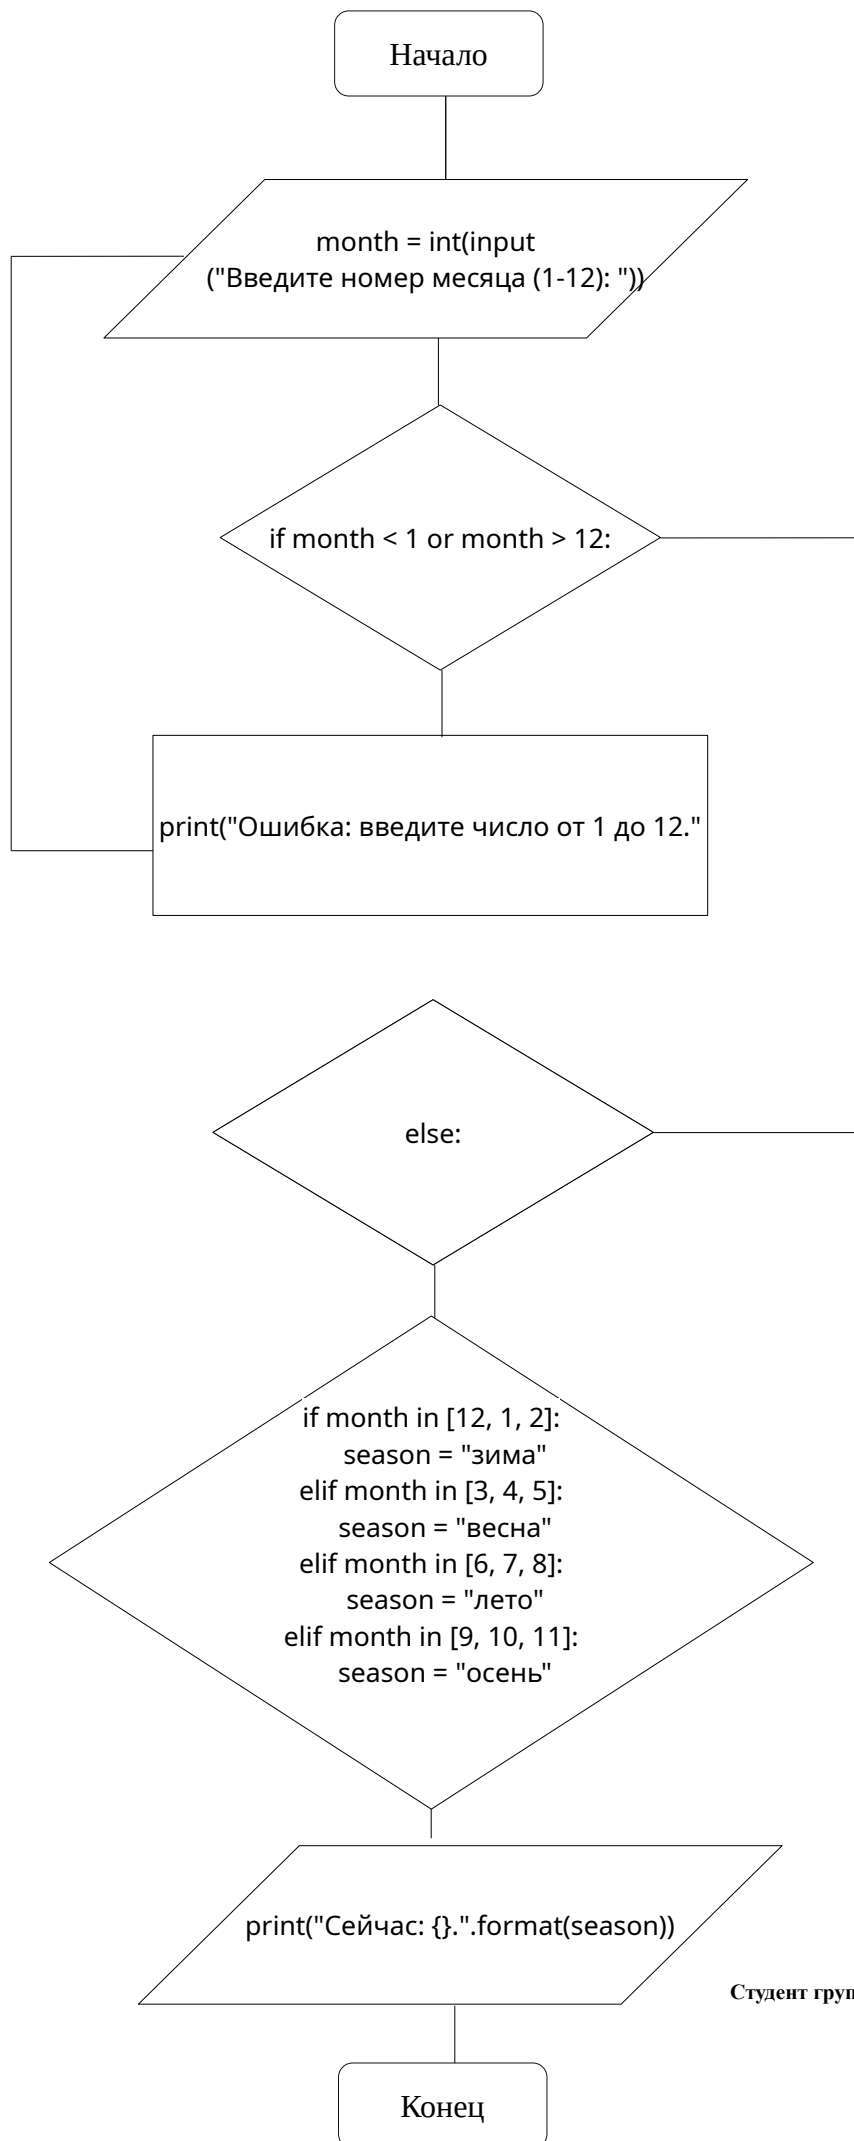 Начало
month = int(input
("Введите номер месяца (1-12): "))
if month < 1 or month > 12:
print("Ошибка: введите число от 1 до 12."
else:
if month in [12, 1, 2]:
season = "зима"
elif month in [3, 4, 5]:
season = "весна"
elif month in [6, 7, 8]:
season = "лето"
elif month in [9, 10, 11]:
season = "осень"
print("Сейчас: {}.".format(season))
Студент
Конец